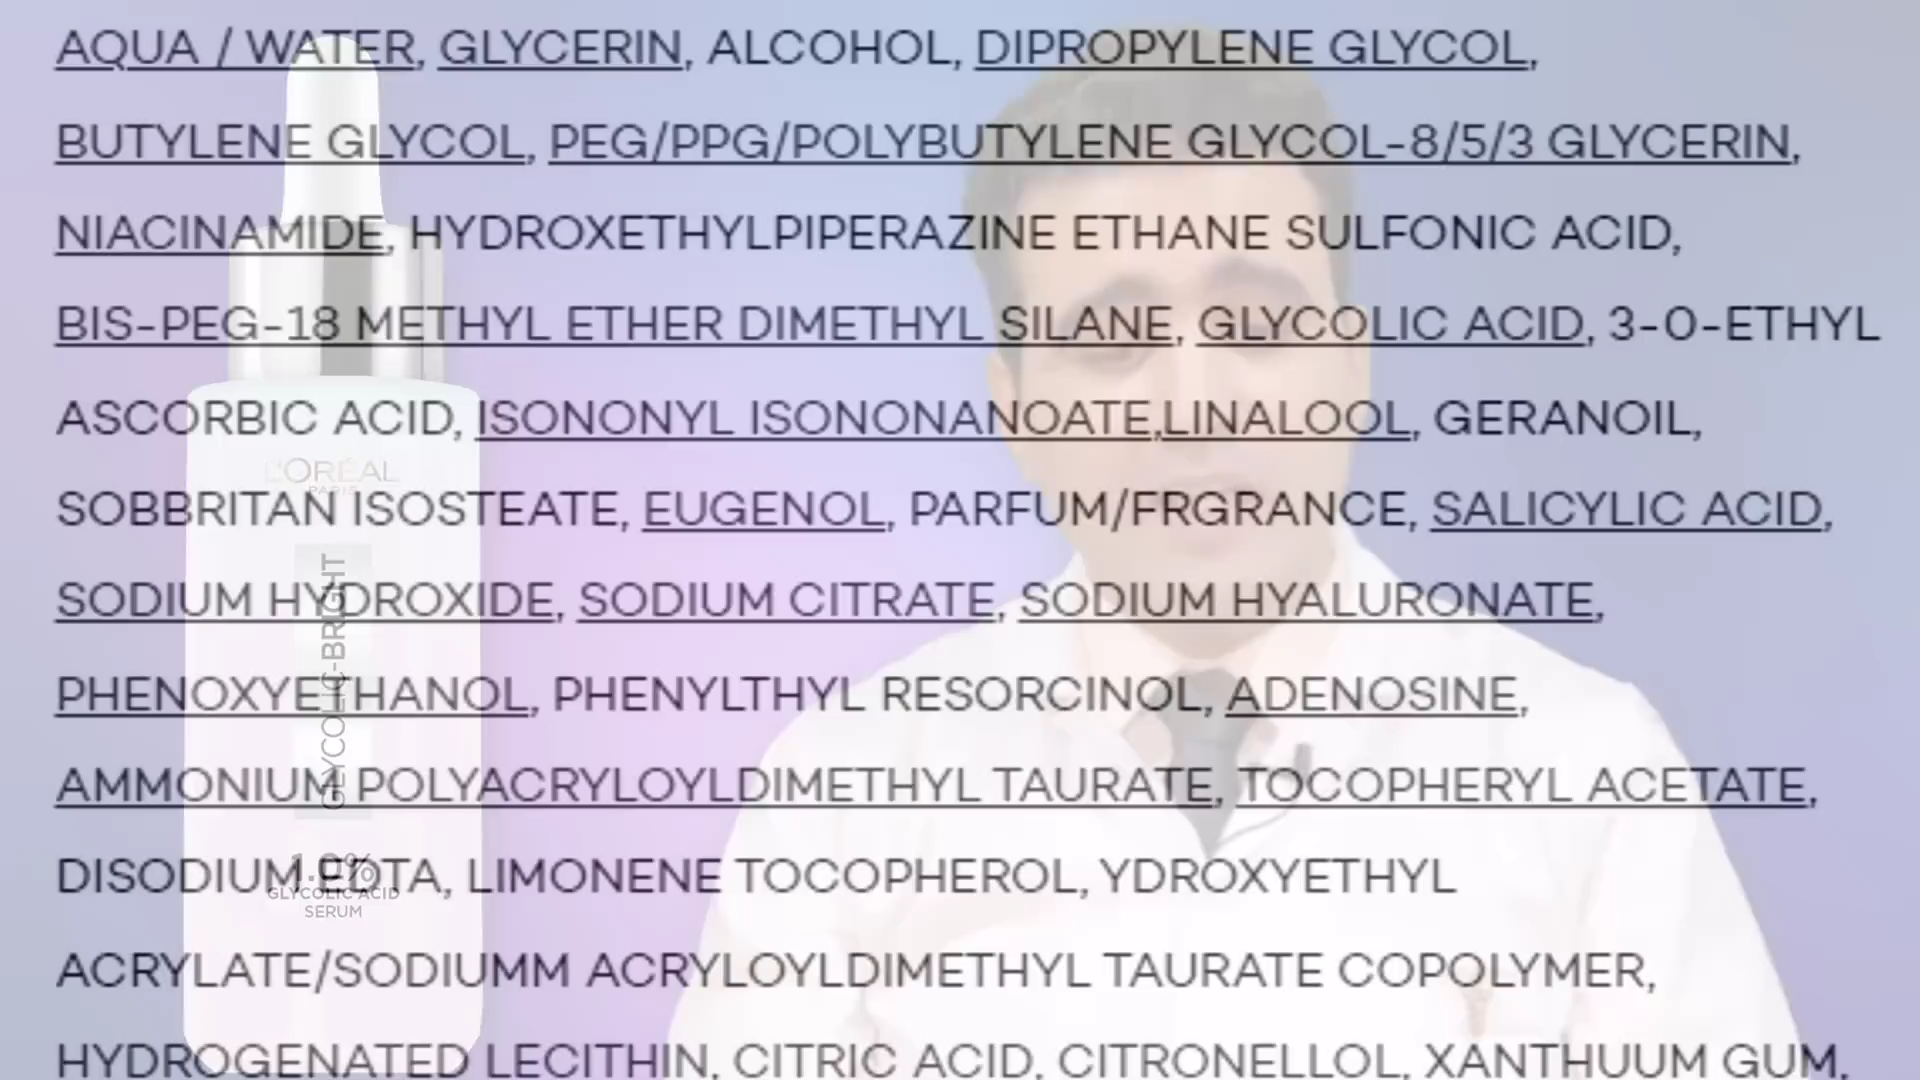 AQUA / WATER, GLYCERIN, ALCOHOL, DIPROPYLENE GLYCOL,
BUTYLENE GLYCOL, PEG/PPG/POLYBUTYLENE GLYCOL-8/5/3 GLYCERIN,
NIACINAMIDE, HYDROXETHYLPIPERAZINE ETHANE SULFONIC ACID,
BIS-PEG-18 METHYL ETHER DIMETHYL SILANE, GLYCOLIC ACID, 3-O-ETHYL
ASCORBIC ACID, ISONONYL ISONONANOATE,LINALOOL, GERANOIL,
SOBBRITAN ISOSTEATE, EUGENOL, PARFUM/FRGRANCE, SALICYLIC ACID,
SODIUM HYDROXIDE, SODIUM CITRATE, SODIUM HYALURONATE,
PHENOXYETHANOL, PHENYLTHYL RESORCINOL, ADENOSINE,
AMMONIUM POLYACRYLOYLDIMETHYL TAURATE, TOCOPHERYL ACETATE,
DISODIUM EDTA, LIMONENE TOCOPHEROL, YDROXYETHYL
ACRYLATE/SODIUMM ACRYLOYLDIMETHYL TAURATE COPOLYMER,
HYDROGENATED LECITHIN, CITRIC ACID, CITRONELLOL, XANTHUUM GUM,
L'ORÉAL
PARIS
GLYCOLIC-BRIGHT
1.0%
GLYCOLIC ACID
SERUM